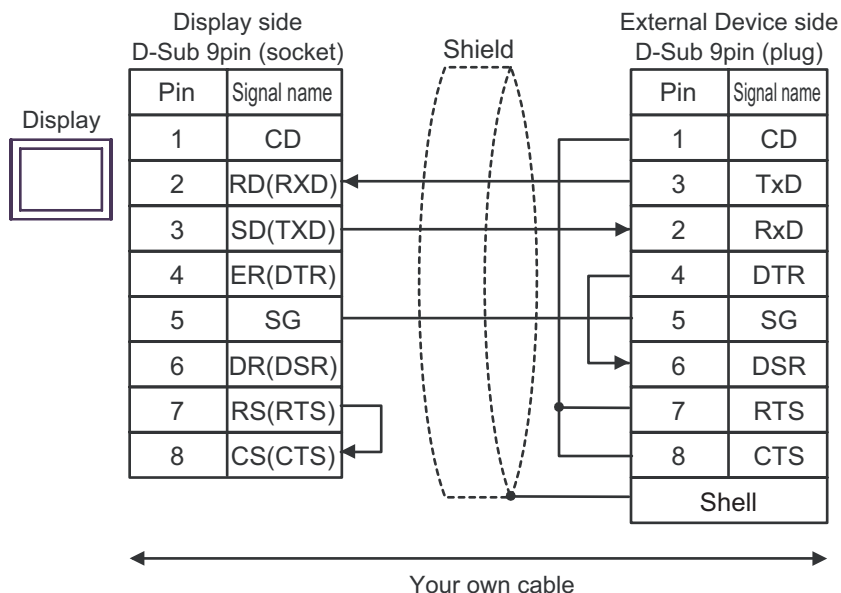 Display side
D-Sub 9pin (socket)
Shield
External Device side
D-Sub 9pin (plug)
Display
Pin Signal name
1 CD
2 RD(RXD)
3 SD(TXD)
4 ER(DTR)
5 SG
6 DR(DSR)
7 RS(RTS)
8 CS(CTS)
Pin Signal name
1 CD
3 TxD
2 RxD
4 DTR
5 SG
6 DSR
7 RTS
8 CTS
Shell
Your own cable